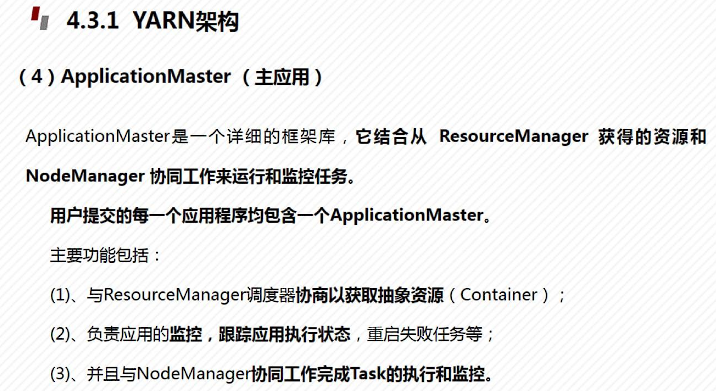 4.3.1 YARN架构
（4）ApplicationMaster（主应用）
ApplicationMaster是一个详细的框架库，它结合从 ResourceManager 获得的资源和
NodeManager 协同工作来运行和监控任务。
用户提交的每一个应用程序均包含一个ApplicationMaster。
主要功能包括：
(1)、与ResourceManager调度器协商以获取抽象资源（Container）；
(2)、负责应用的监控，跟踪应用执行状态，重启失败任务等；
(3)、并且与NodeManager协同工作完成Task的执行和监控。